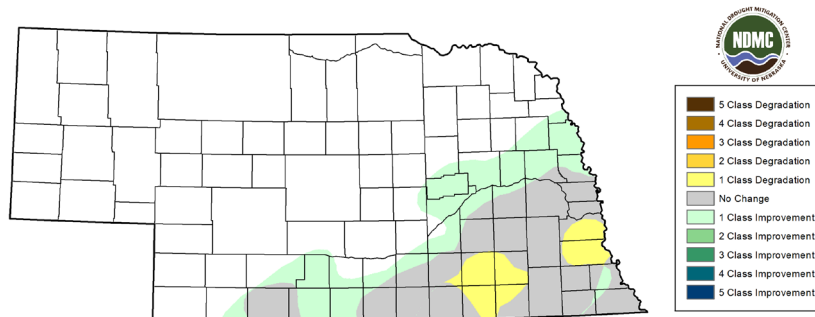 NATIONAL DROUGHT MITIGATION CENTER
NDMC
UNIVERSITY OF NEBRASKA
5 Class Degradation
4 Class Degradation
3 Class Degradation
2 Class Degradation
1 Class Degradation
No Change
1 Class Improvement
2 Class Improvement
3 Class Improvement
4 Class Improvement
5 Class Improvement